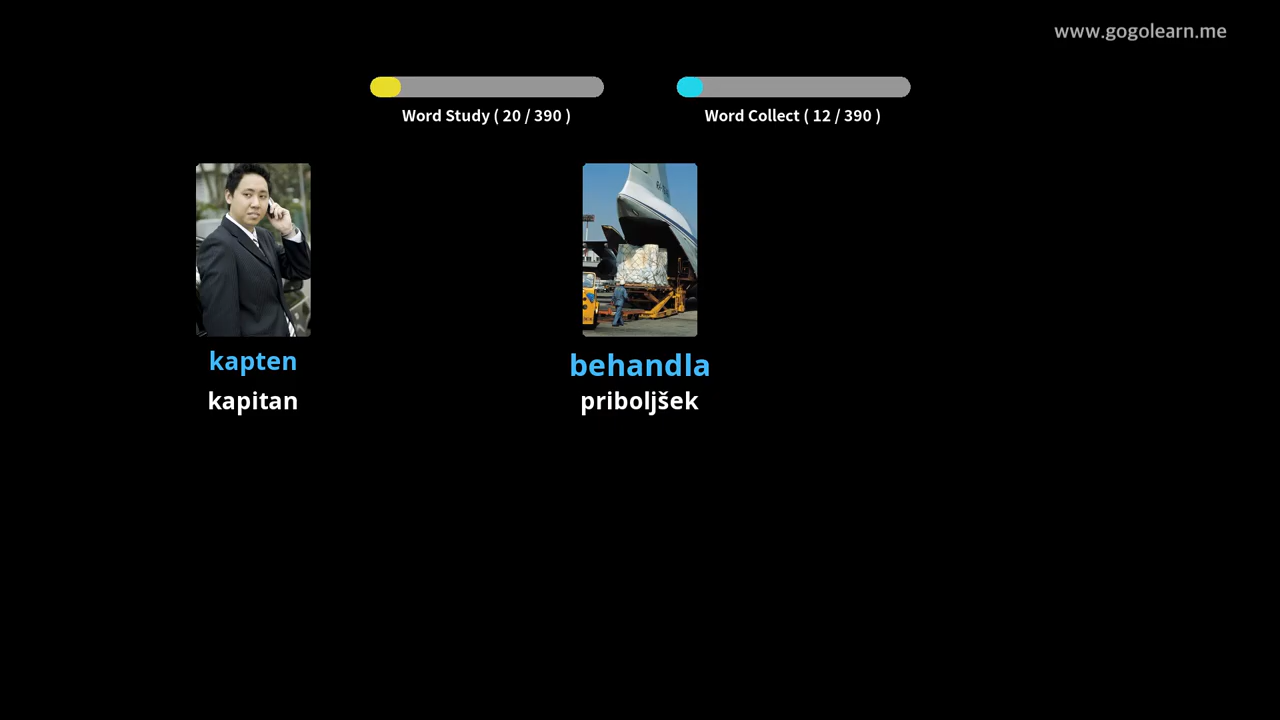 www.gogolearn.me
Word Study ( 20 / 390 )
Word Collect ( 12 / 390 )
kapten
kapitan
behandla
priboljšek